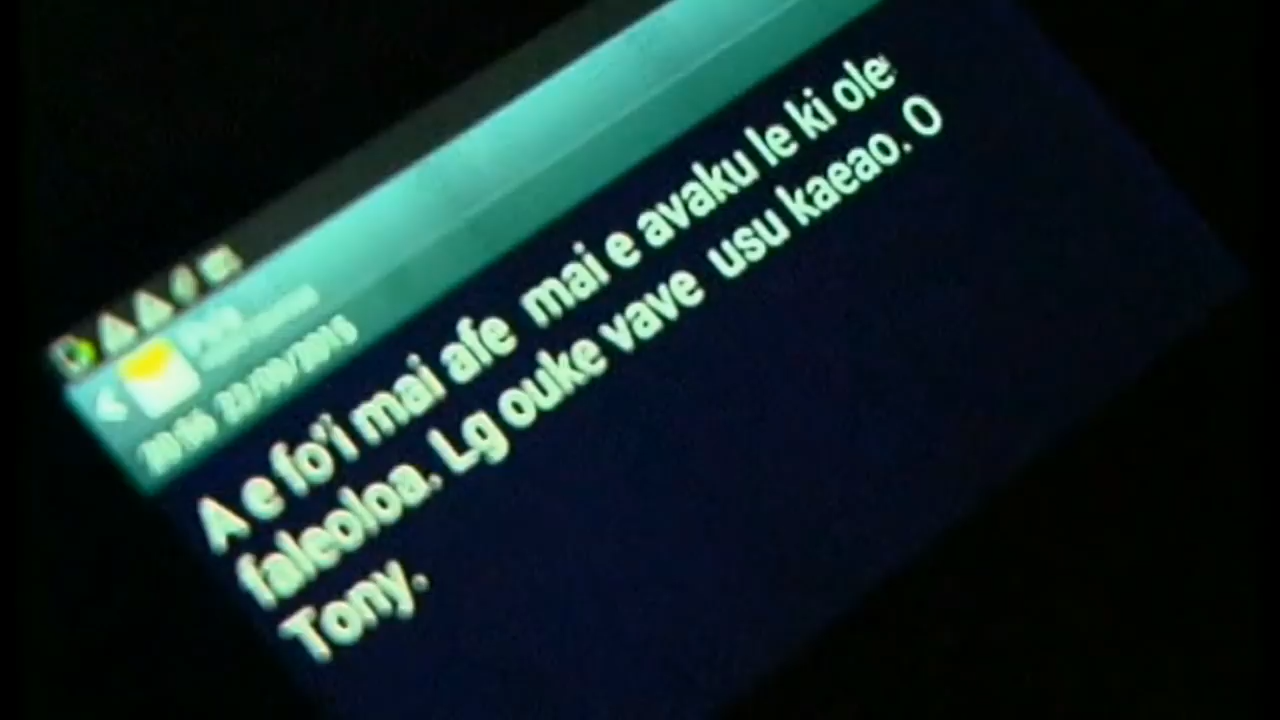 A e fo'i mai afe mai e avaku le ki ole
faleoloa. Lg ouke vave usu kaeao. O
Tony.